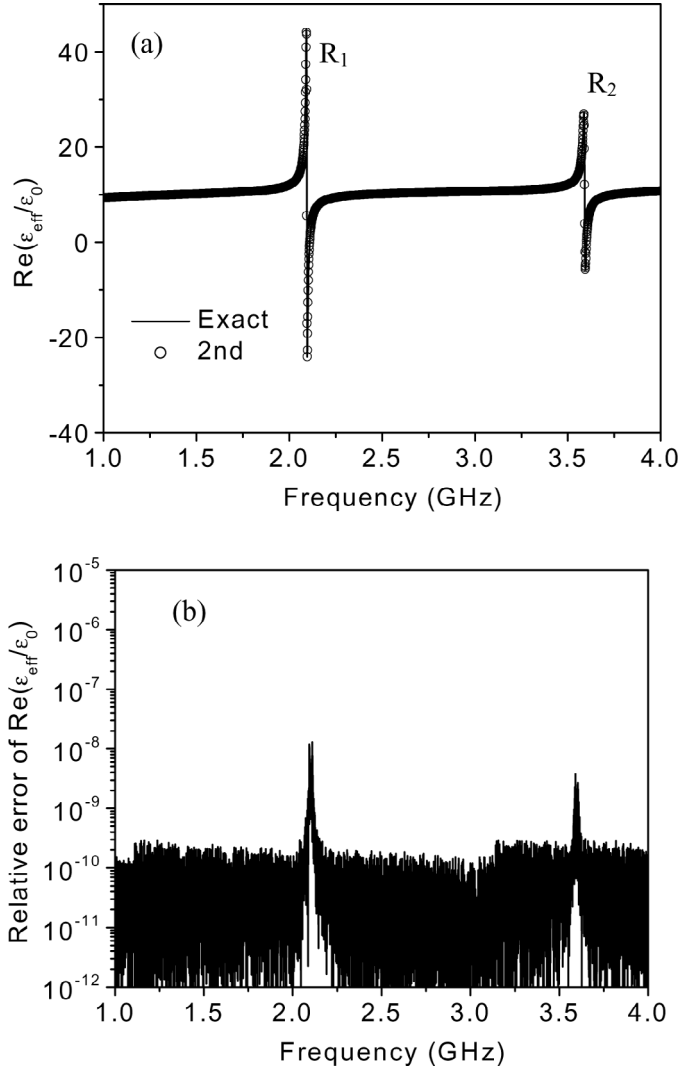 (a)
R₁
R₂
Re(ε_eff/ε₀)
40
20
0
-20
-40
Exact
2nd
1.0 1.5 2.0 2.5 3.0 3.5 4.0
Frequency (GHz)
(b)
Relative error of Re(ε_eff/ε₀)
10⁻⁵
10⁻⁶
10⁻⁷
10⁻⁸
10⁻⁹
10⁻¹⁰
10⁻¹¹
10⁻¹²
1.0 1.5 2.0 2.5 3.0 3.5 4.0
Frequency (GHz)